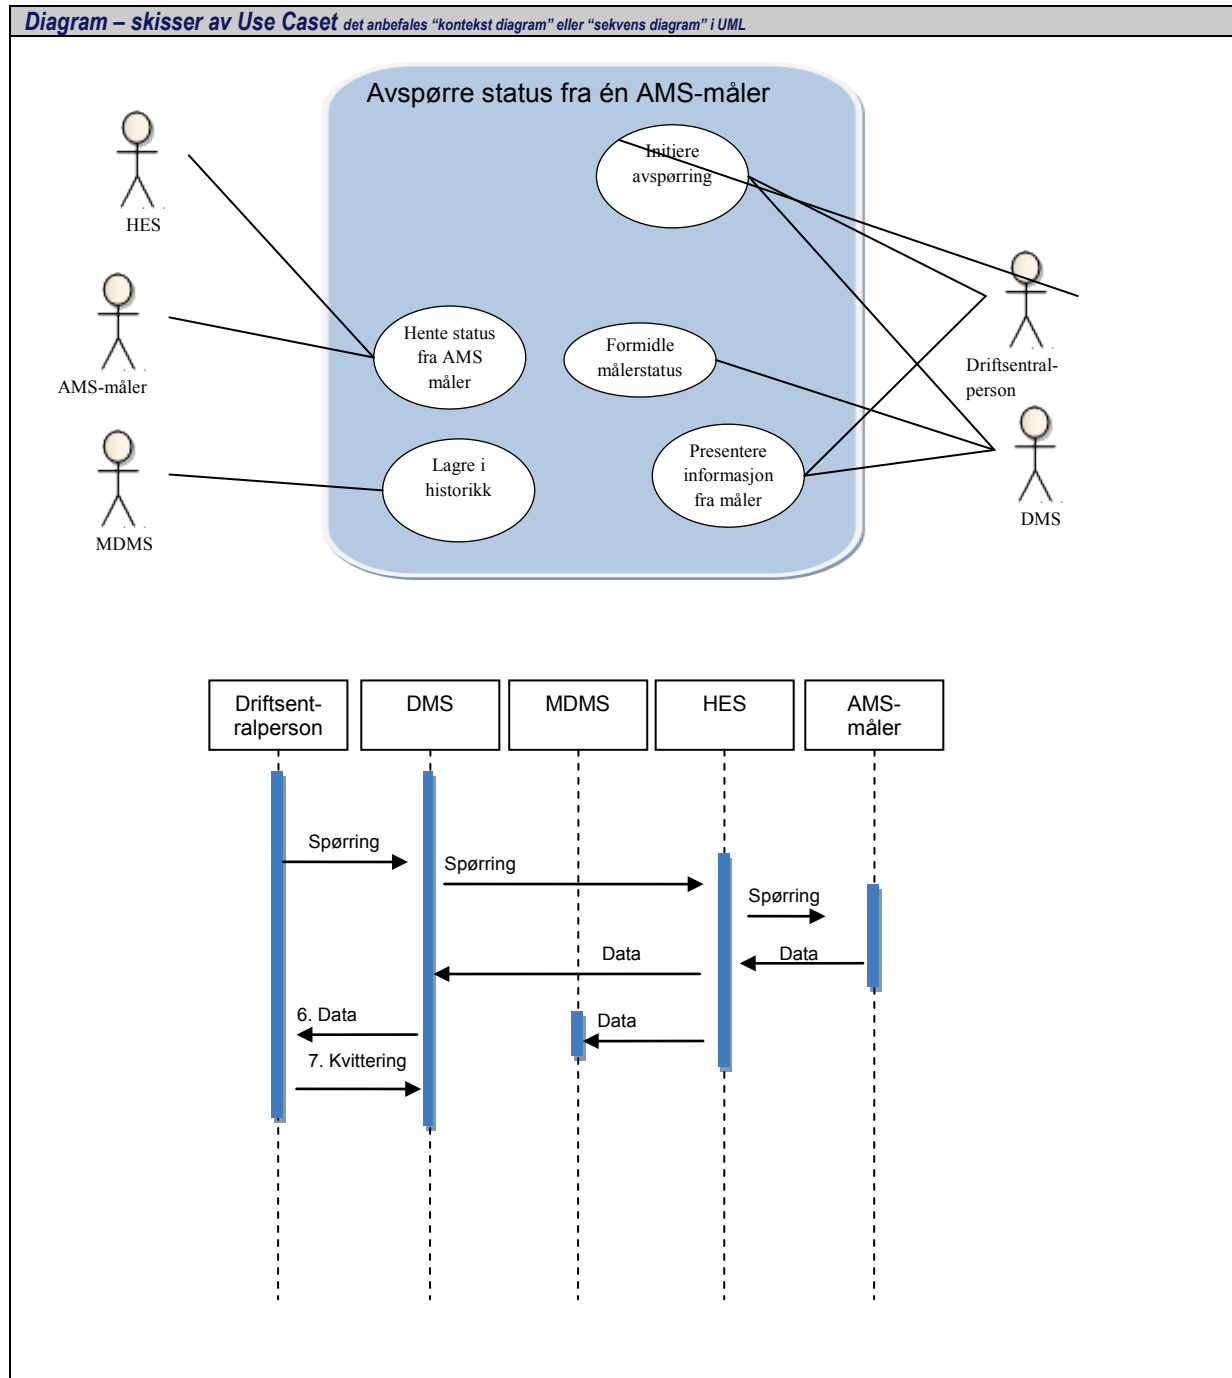 Diagram – skisser av Use Caset det anbefales “kontekst diagram” eller “sekvens diagram” i UML
Avspørre status fra én AMS-måler
HES
AMS-måler
MDMS
Initiere
avspørring
Hente status
fra AMS
måler
Formidle
målerstatus
Lagre i
historikk
Presentere
informasjon
fra måler
Driftsentral-
person
DMS
Driftsent-
ralperson
DMS
MDMS
HES
AMS-
måler
Spørring
Spørring
Spørring
Data
Data
6. Data
Data
7. Kvittering